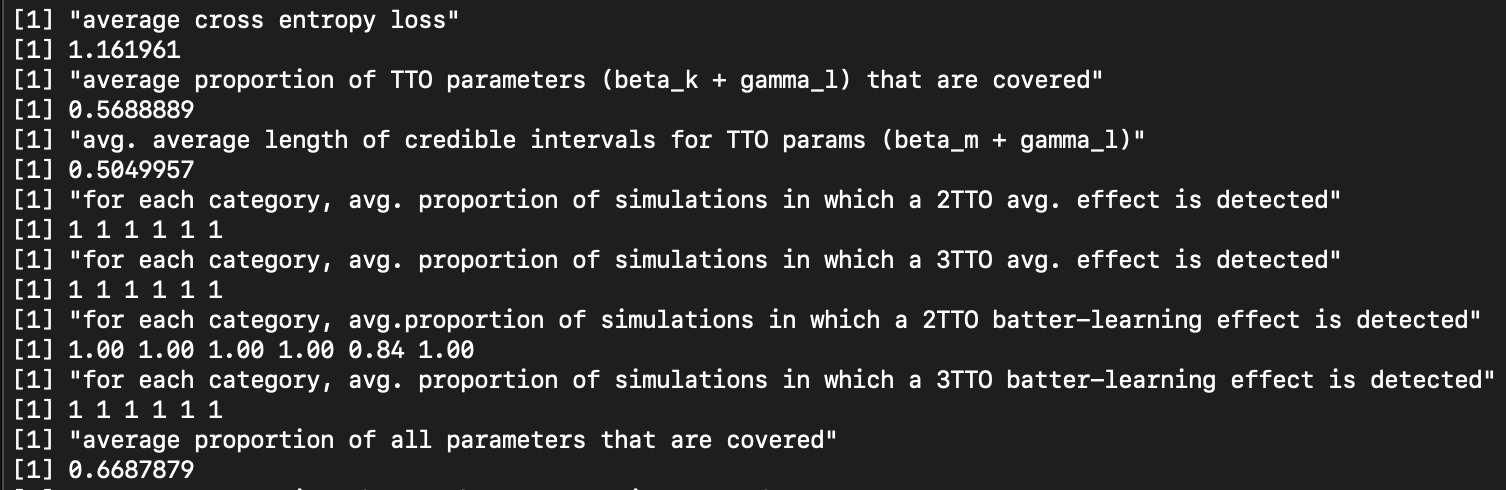 [1] "average cross entropy loss"
[1] 1.161961
[1] "average proportion of TTO parameters (beta_k + gamma_l) that are covered"
[1] 0.5688889
[1] "avg. average length of credible intervals for TTO params (beta_m + gamma_l)"
[1] 0.5049957
[1] "for each category, avg. proportion of simulations in which a 2TTO avg. effect is detected"
[1] 1 1 1 1 1 1
[1] "for each category, avg. proportion of simulations in which a 3TTO avg. effect is detected"
[1] 1 1 1 1 1 1
[1] "for each category, avg.proportion of simulations in which a 2TTO batter-learning effect is detected"
[1] 1.00 1.00 1.00 1.00 0.84 1.00
[1] "for each category, avg. proportion of simulations in which a 3TTO batter-learning effect is detected"
[1] 1 1 1 1 1 1
[1] "average proportion of all parameters that are covered"
[1] 0.6687879